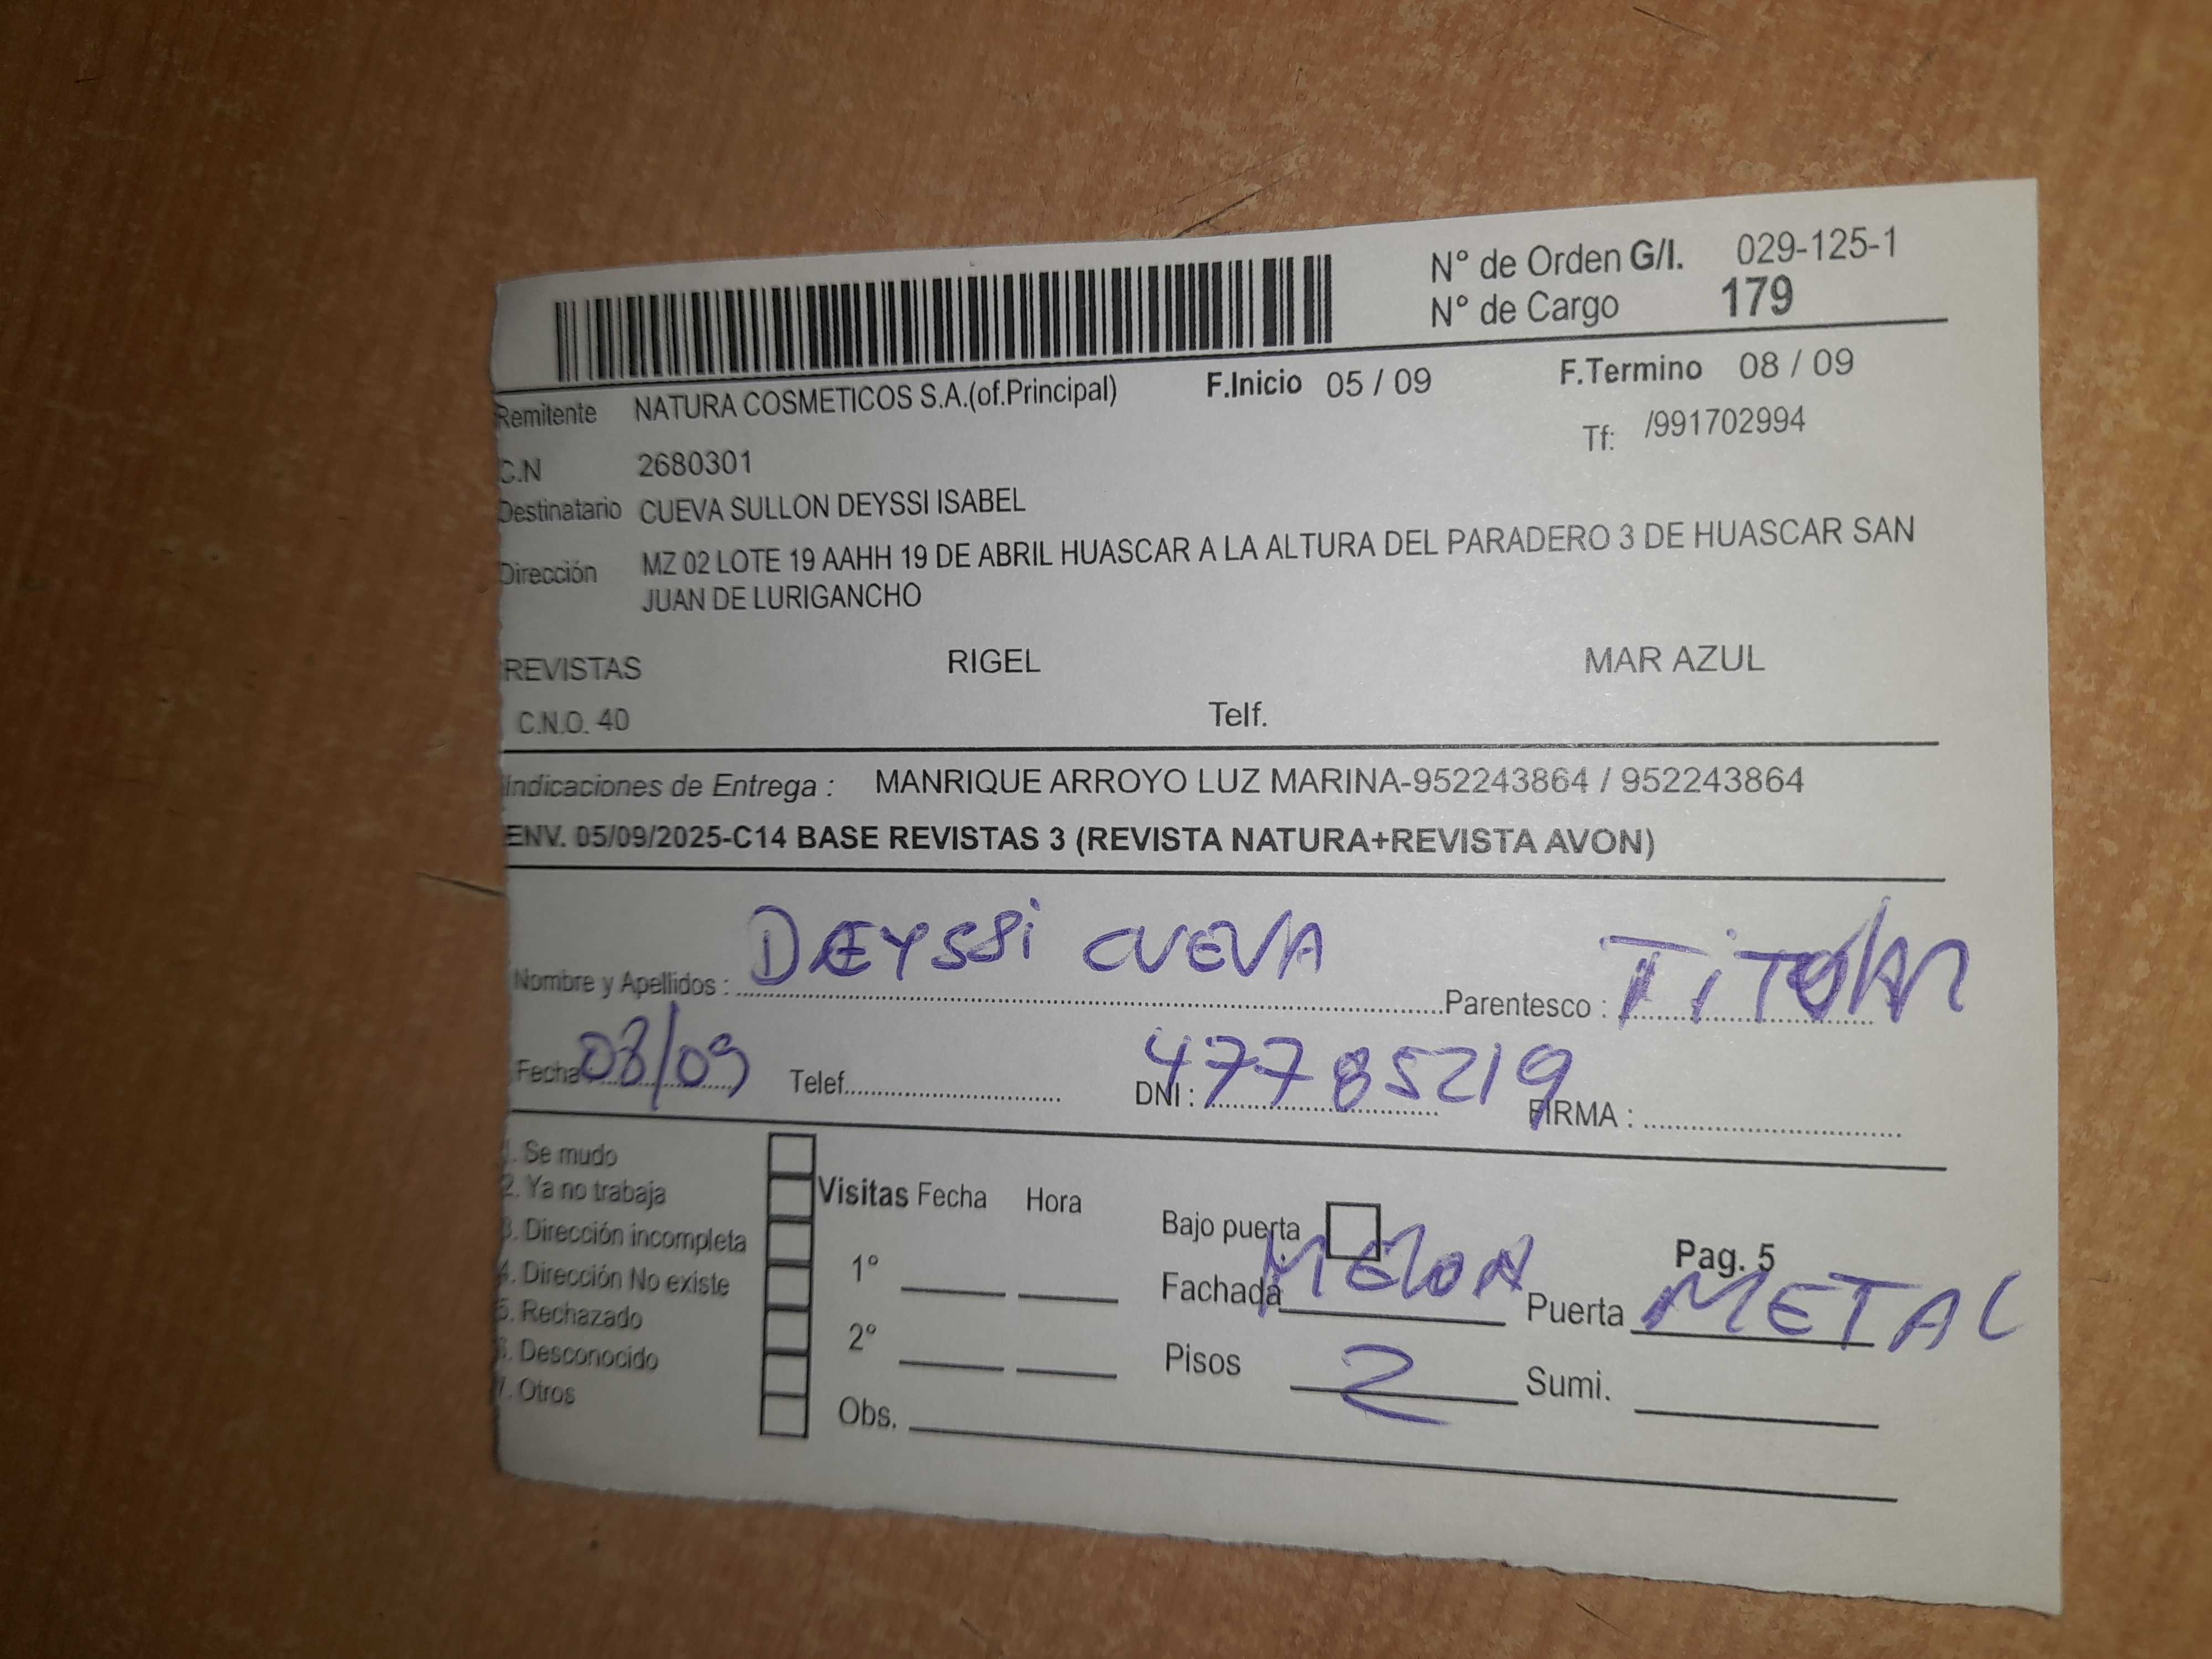 N° de Orden G/I. 029-125-1
N° de Cargo 179
Remitente NATURA COSMETICOS S.A.(of.Principal) F.Inicio 05 / 09 F.Termino 08 / 09
Tf: /991702994
C.N 2680301
Destinatario CUEVA SULLON DEYSSI ISABEL
Dirección MZ 02 LOTE 19 AAHH 19 DE ABRIL HUASCAR A LA ALTURA DEL PARADERO 3 DE HUASCAR SAN
JUAN DE LURIGANCHO
REVISTAS RIGEL MAR AZUL
C.N.O. 40 Telf.
Indicaciones de Entrega : MANRIQUE ARROYO LUZ MARINA-952243864 / 952243864
ENV. 05/09/2025-C14 BASE REVISTAS 3 (REVISTA NATURA+REVISTA AVON)
Nombre y Apellidos : DEYSSi CUEVA Parentesco : TiTULAR
Fecha 08/09 Telef. DNI : 47785219 FIRMA :
1. Se mudo
2. Ya no trabaja
3. Dirección incompleta
4. Dirección No existe
5. Rechazado
6. Desconocido
7. Otros
Visitas Fecha Hora
1°
2°
Obs.
Bajo puerta Pag. 5
Fachada MELON Puerta METAL
Pisos 2 Sumi.